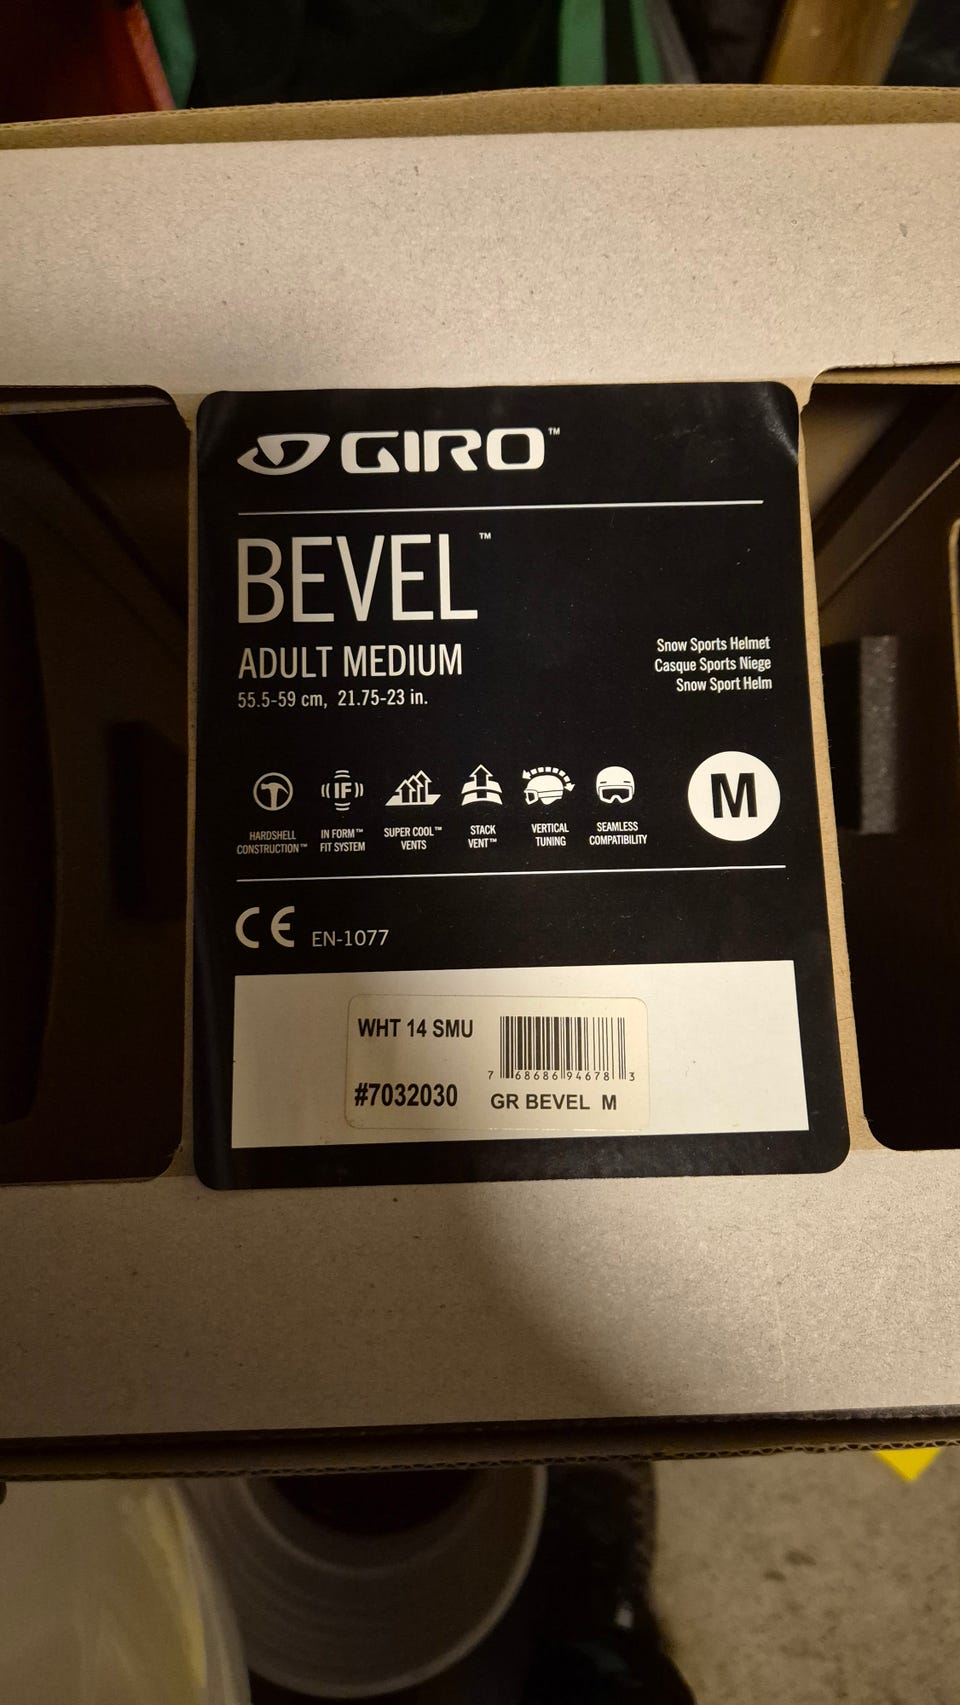 GIRO™
BEVEL™
ADULT MEDIUM
55.5-59 cm, 21.75-23 in.
Snow Sports Helmet
Casque Sports Niege
Snow Sport Helm
HARDSHELL
CONSTRUCTION™
((IF))
IN FORM™
FIT SYSTEM
SUPER COOL™
VENTS
STACK
VENT™
VERTICAL
TUNING
SEAMLESS
COMPATIBILITY
M
CE EN-1077
WHT 14 SMU
7 68686 94678 3
#7032030
GR BEVEL M